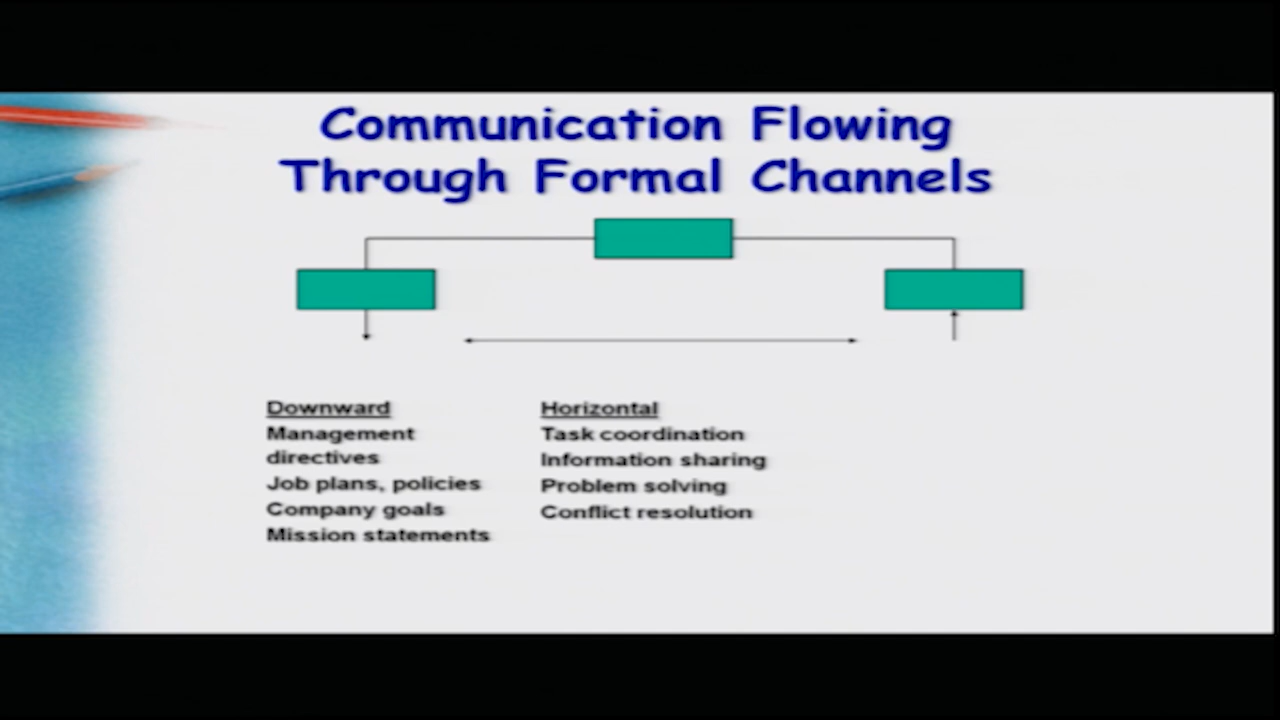 Communication Flowing
Through Formal Channels
Downward
Management
directives
Job plans, policies
Company goals
Mission statements
Horizontal
Task coordination
Information sharing
Problem solving
Conflict resolution